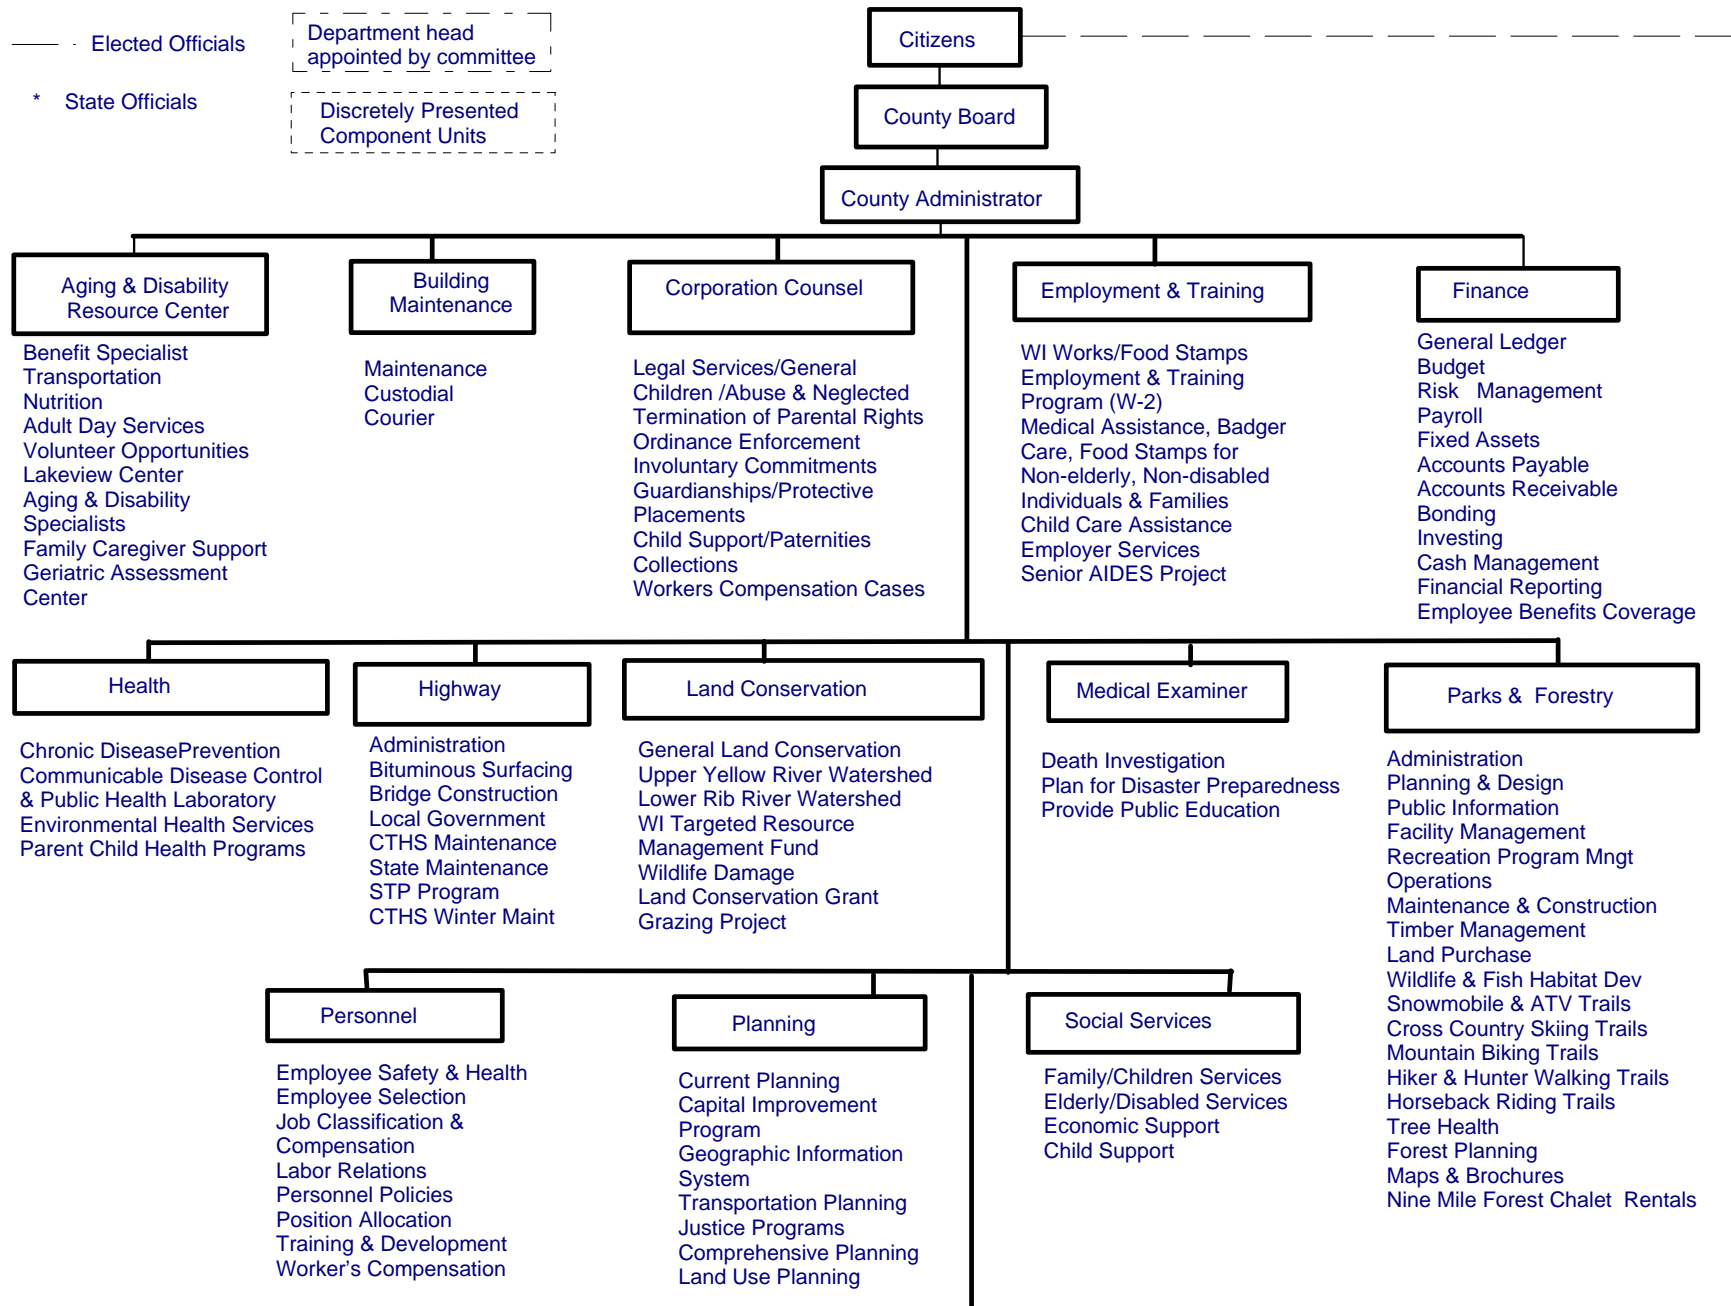 Elected Officials
Department head
appointed by committee
* State Officials
Discretely Presented
Component Units
Citizens
County Board
County Administrator
Aging & Disability
Resource Center
Benefit Specialist
Transportation
Nutrition
Adult Day Services
Volunteer Opportunities
Lakeview Center
Aging & Disability
Specialists
Family Caregiver Support
Geriatric Assessment
Center
Building
Maintenance
Maintenance
Custodial
Courier
Corporation Counsel
Legal Services/General
Children /Abuse & Neglected
Termination of Parental Rights
Ordinance Enforcement
Involuntary Commitments
Guardianships/Protective
Placements
Child Support/Paternities
Collections
Workers Compensation Cases
Employment & Training
WI Works/Food Stamps
Employment & Training
Program (W-2)
Medical Assistance, Badger
Care, Food Stamps for
Non-elderly, Non-disabled
Individuals & Families
Child Care Assistance
Employer Services
Senior AIDES Project
Finance
General Ledger
Budget
Risk Management
Payroll
Fixed Assets
Accounts Payable
Accounts Receivable
Bonding
Investing
Cash Management
Financial Reporting
Employee Benefits Coverage
Health
Chronic DiseasePrevention
Communicable Disease Control
& Public Health Laboratory
Environmental Health Services
Parent Child Health Programs
Highway
Administration
Bituminous Surfacing
Bridge Construction
Local Government
CTHS Maintenance
State Maintenance
STP Program
CTHS Winter Maint
Land Conservation
General Land Conservation
Upper Yellow River Watershed
Lower Rib River Watershed
WI Targeted Resource
Management Fund
Wildlife Damage
Land Conservation Grant
Grazing Project
Medical Examiner
Death Investigation
Plan for Disaster Preparedness
Provide Public Education
Parks & Forestry
Administration
Planning & Design
Public Information
Facility Management
Recreation Program Mngt
Operations
Maintenance & Construction
Timber Management
Land Purchase
Wildlife & Fish Habitat Dev
Snowmobile & ATV Trails
Cross Country Skiing Trails
Mountain Biking Trails
Hiker & Hunter Walking Trails
Horseback Riding Trails
Tree Health
Forest Planning
Maps & Brochures
Nine Mile Forest Chalet Rentals
Personnel
Employee Safety & Health
Employee Selection
Job Classification &
Compensation
Labor Relations
Personnel Policies
Position Allocation
Training & Development
Worker's Compensation
Planning
Current Planning
Capital Improvement
Program
Geographic Information
System
Transportation Planning
Justice Programs
Comprehensive Planning
Land Use Planning
Social Services
Family/Children Services
Elderly/Disabled Services
Economic Support
Child Support